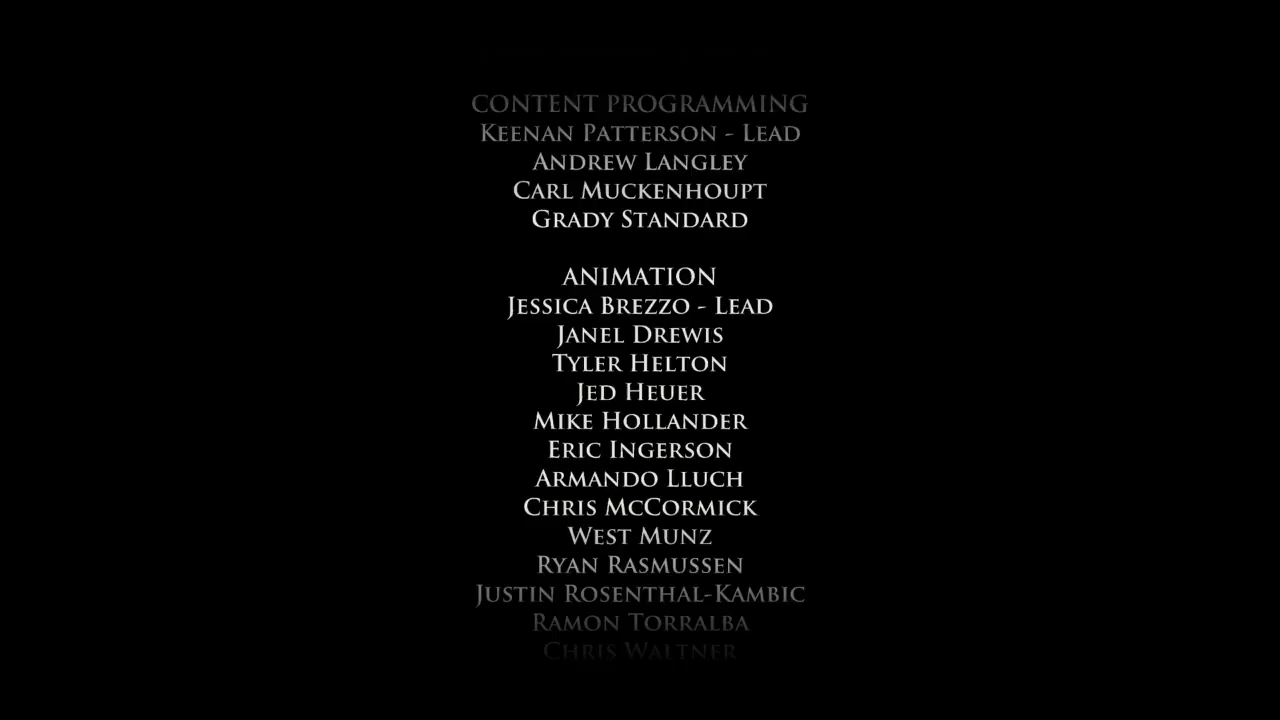 CONTENT PROGRAMMING
KEENAN PATTERSON - LEAD
ANDREW LANGLEY
CARL MUCKENHOUPT
GRADY STANDARD
ANIMATION
JESSICA BREZZO - LEAD
JANEL DREWIS
TYLER HELTON
JED HEUER
MIKE HOLLANDER
ERIC INGERSON
ARMANDO LLUCH
CHRIS MCCORMICK
WEST MUNZ
RYAN RASMUSSEN
JUSTIN ROSENTHAL-KAMBIC
RAMON TORRALBA
CHRIS WALTNER